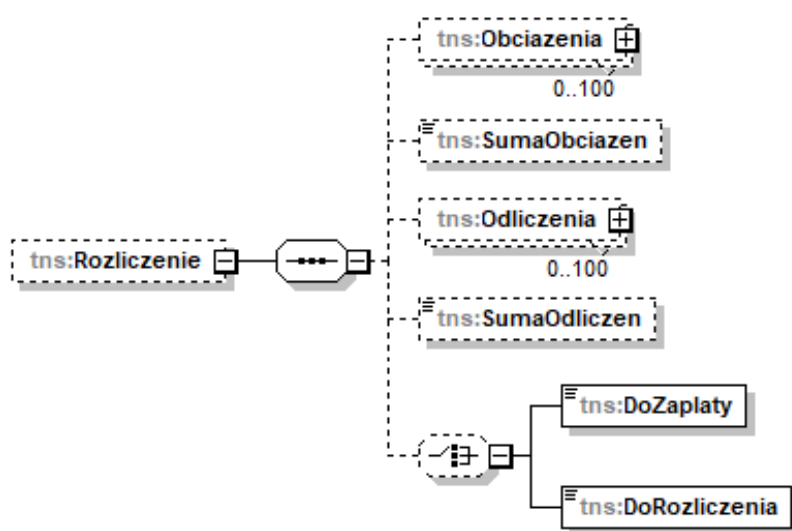 tns:Obciazenia
0..100
tns:SumaObciazen
tns:Odliczenia
0..100
tns:Rozliczenie
tns:SumaOdliczen
tns:DoZaplaty
tns:DoRozliczenia